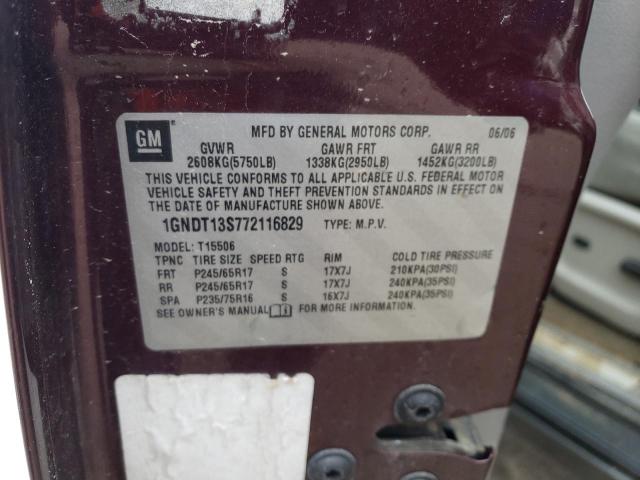 GM
MFD BY GENERAL MOTORS CORP. 06/06
GVWR GAWR FRT GAWR RR
2608KG(5750LB) 1338KG(2950LB) 1452KG(3200LB)
THIS VEHICLE CONFORMS TO ALL APPLICABLE U.S. FEDERAL MOTOR
VEHICLE SAFETY AND THEFT PREVENTION STANDARDS IN EFFECT ON
THE DATE OF MANUFACTURE SHOWN ABOVE.
1GNDT13S772116829 TYPE: M.P.V.
MODEL: T15506
TPNC TIRE SIZE SPEED RTG RIM COLD TIRE PRESSURE
FRT P245/65R17 S 17X7J 210KPA(30PSI)
RR P245/65R17 S 17X7J 240KPA(35PSI)
SPA P235/75R16 S 16X7J 240KPA(35PSI)
SEE OWNER'S MANUAL FOR MORE INFORMATION.